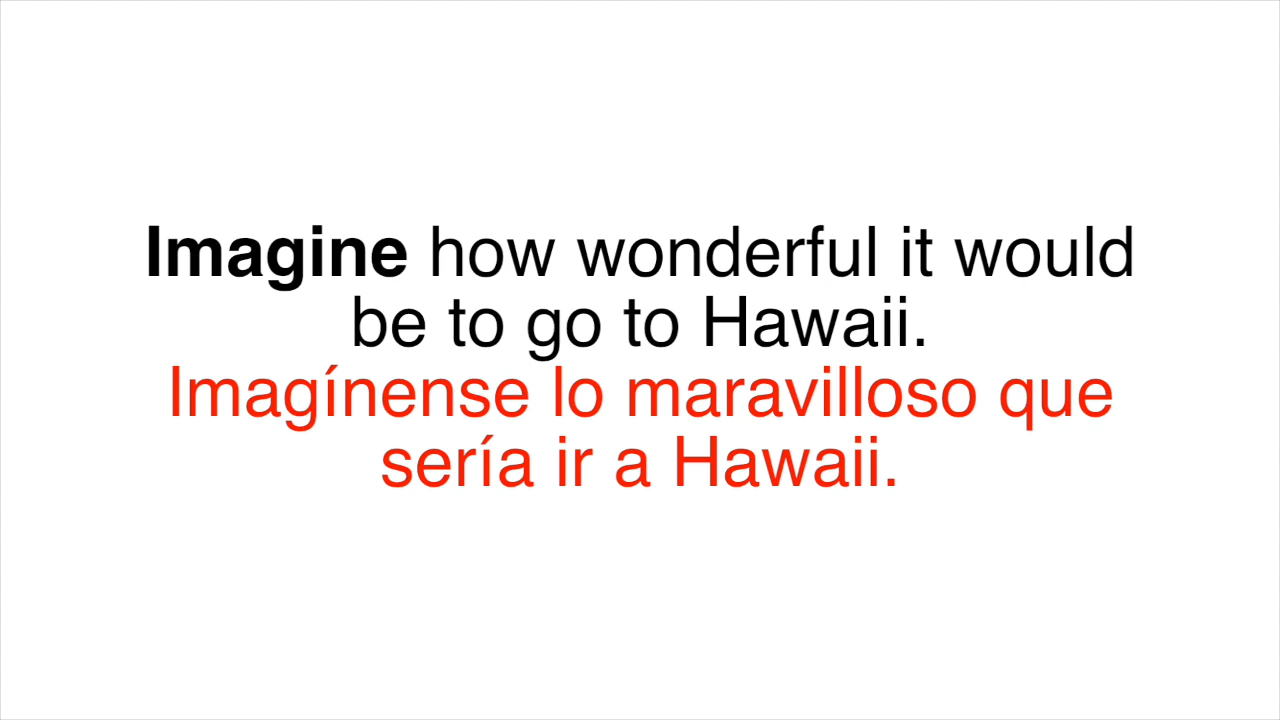 Imagine how wonderful it would
be to go to Hawaii.
Imagínense lo maravilloso que
sería ir a Hawaii.